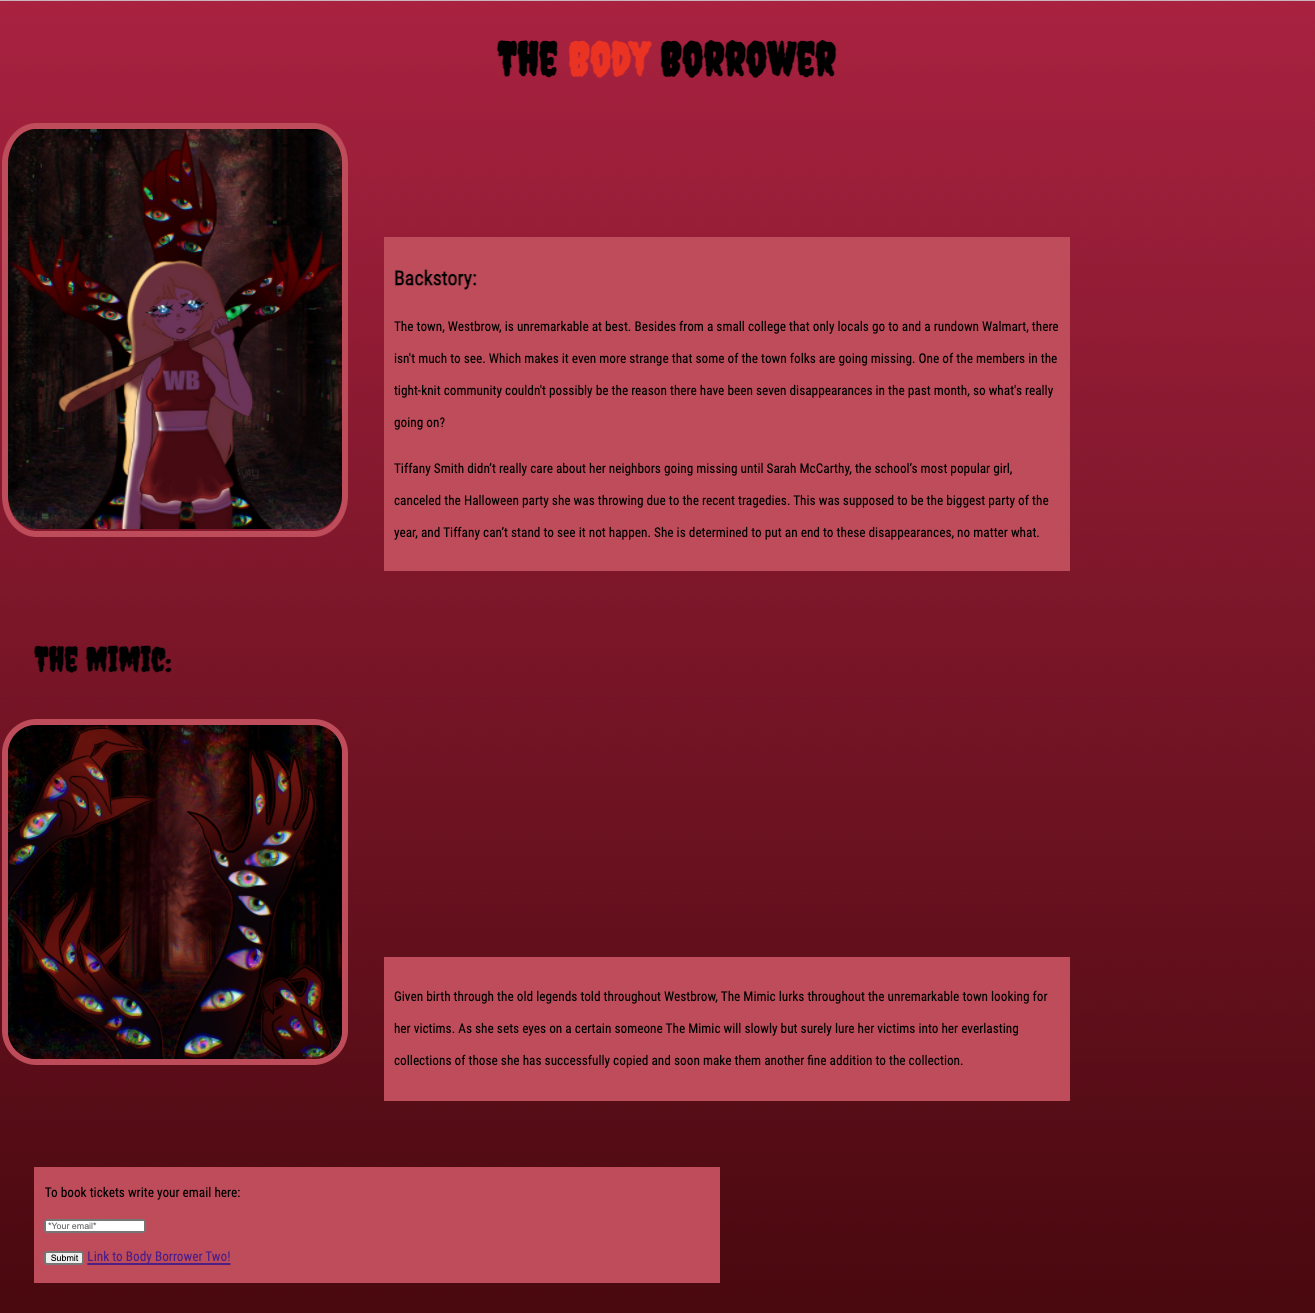 THE BODY BORROWER
WB
Backstory:
The town, Westbrow, is unremarkable at best. Besides from a small college that only locals go to and a rundown Walmart, there
isn't much to see. Which makes it even more strange that some of the town folks are going missing. One of the members in the
tight-knit community couldn't possibly be the reason there have been seven disappearances in the past month, so what's really
going on?
Tiffany Smith didn't really care about her neighbors going missing until Sarah McCarthy, the school's most popular girl,
canceled the Halloween party she was throwing due to the recent tragedies. This was supposed to be the biggest party of the
year, and Tiffany can't stand to see it not happen. She is determined to put an end to these disappearances, no matter what.
THE MIMIC:
Given birth through the old legends told throughout Westbrow, The Mimic lurks throughout the unremarkable town looking for
her victims. As she sets eyes on a certain someone The Mimic will slowly but surely lure her victims into her everlasting
collections of those she has successfully copied and soon make them another fine addition to the collection.
To book tickets write your email here:
*Your email*
Submit Link to Body Borrower Two!